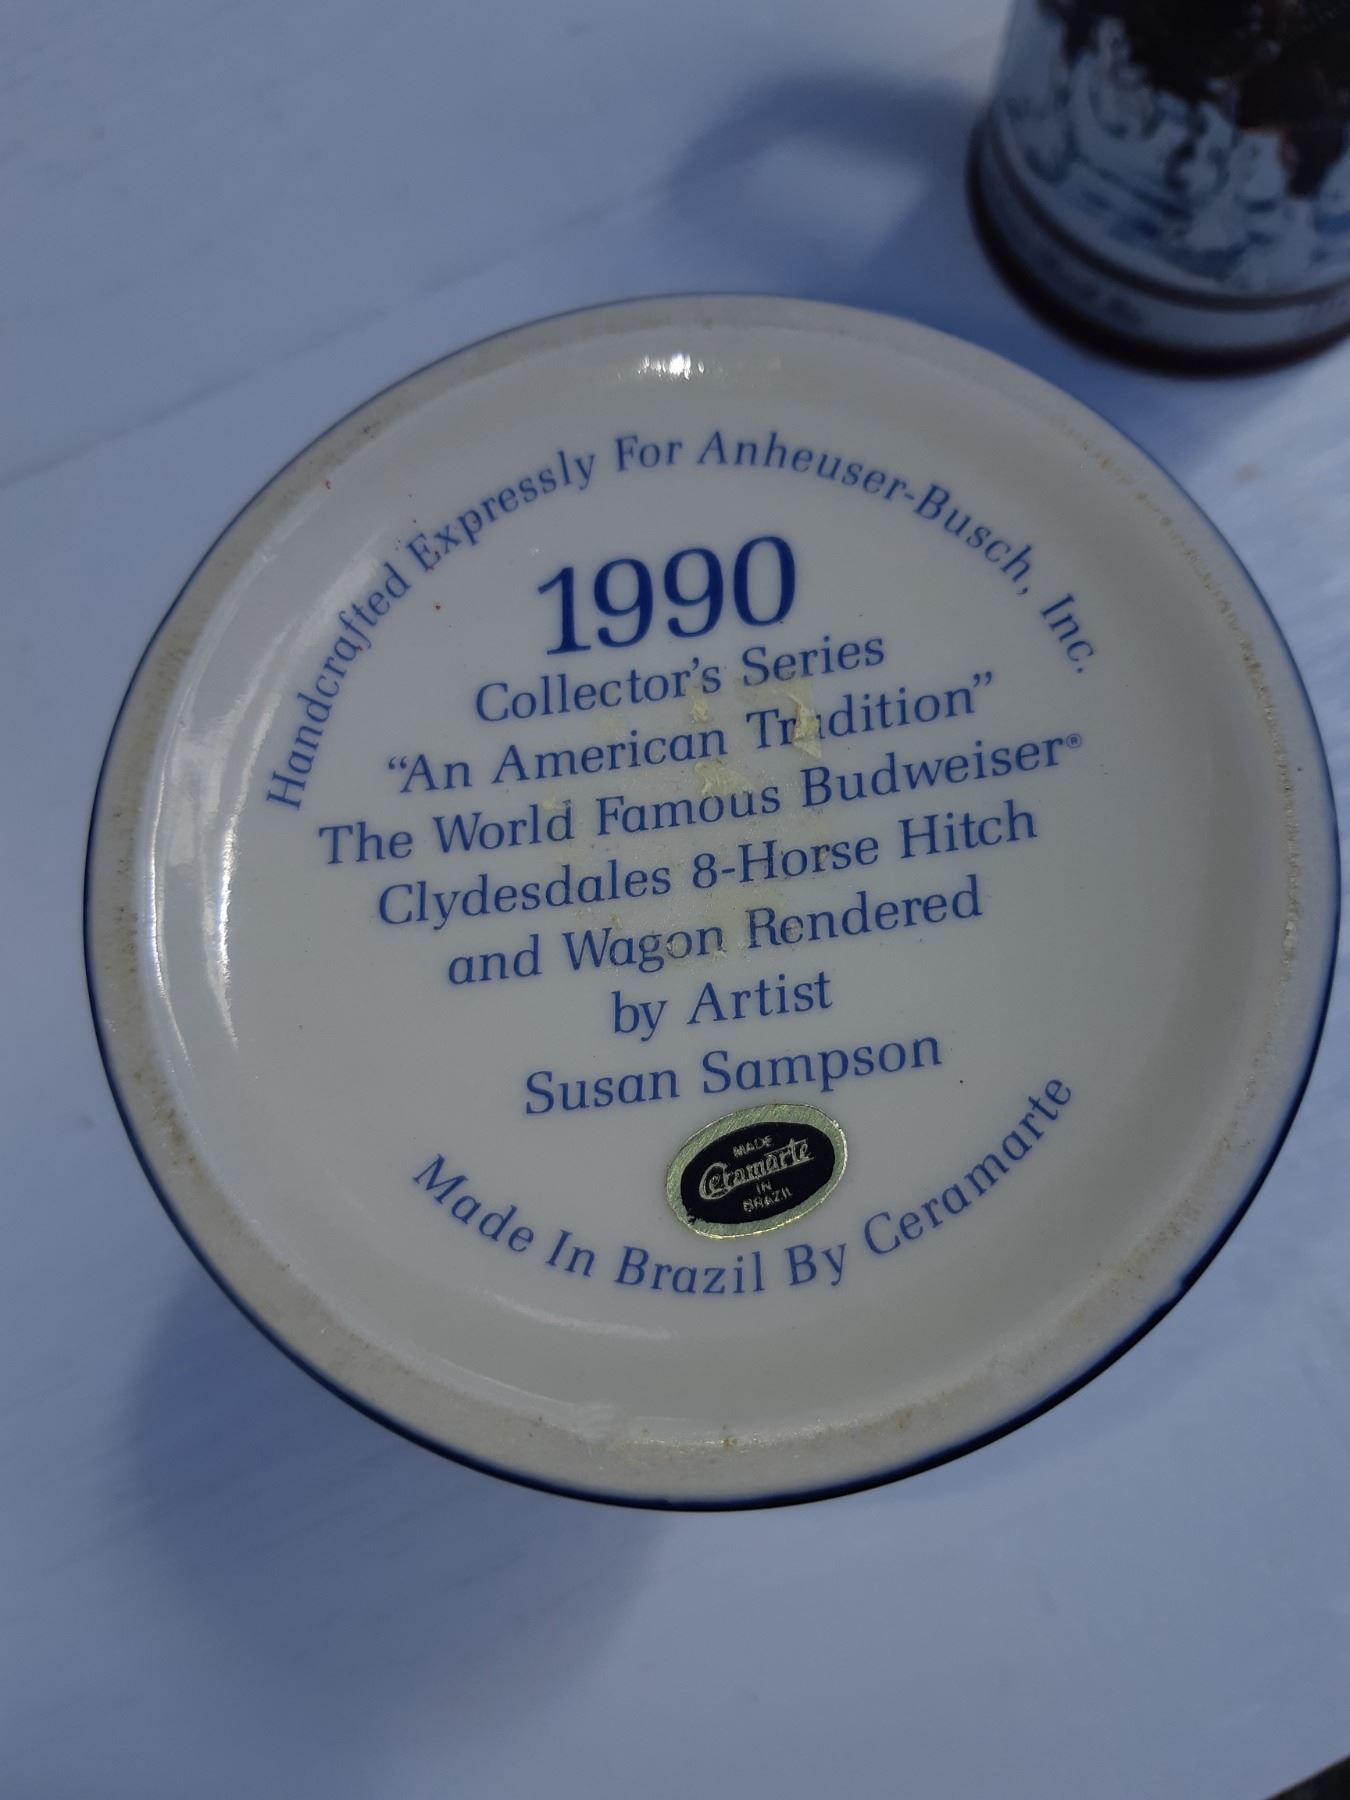 Handcrafted Expressly For Anheuser-Busch, Inc.
1990
Collector's Series
“An American Tradition”
The World Famous Budweiser®
Clydesdales 8-Horse Hitch
and Wagon Rendered
by Artist
Susan Sampson
MADE
Ceramarte
IN
BRAZIL
Made In Brazil By Ceramarte